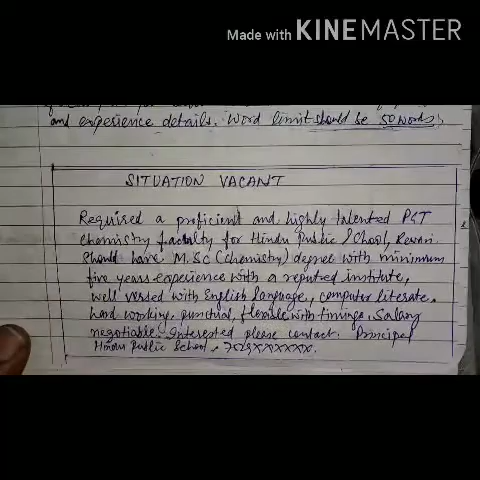 Made with KINEMASTER
and experience details. Word limit should be 50 words.
SITUATION VACANT
Required a proficient and highly talented PGT
Chemistry faculty for Hindu Public School, Rewari
Should have M.SC (Chemistry) degree with minimum
five years experience with a reputed institute,
well versed with English language, computer literate.
hard working, punctual, flexible with timings. Salary
negotiable. Interested please contact. Principal
Hindu Public School,